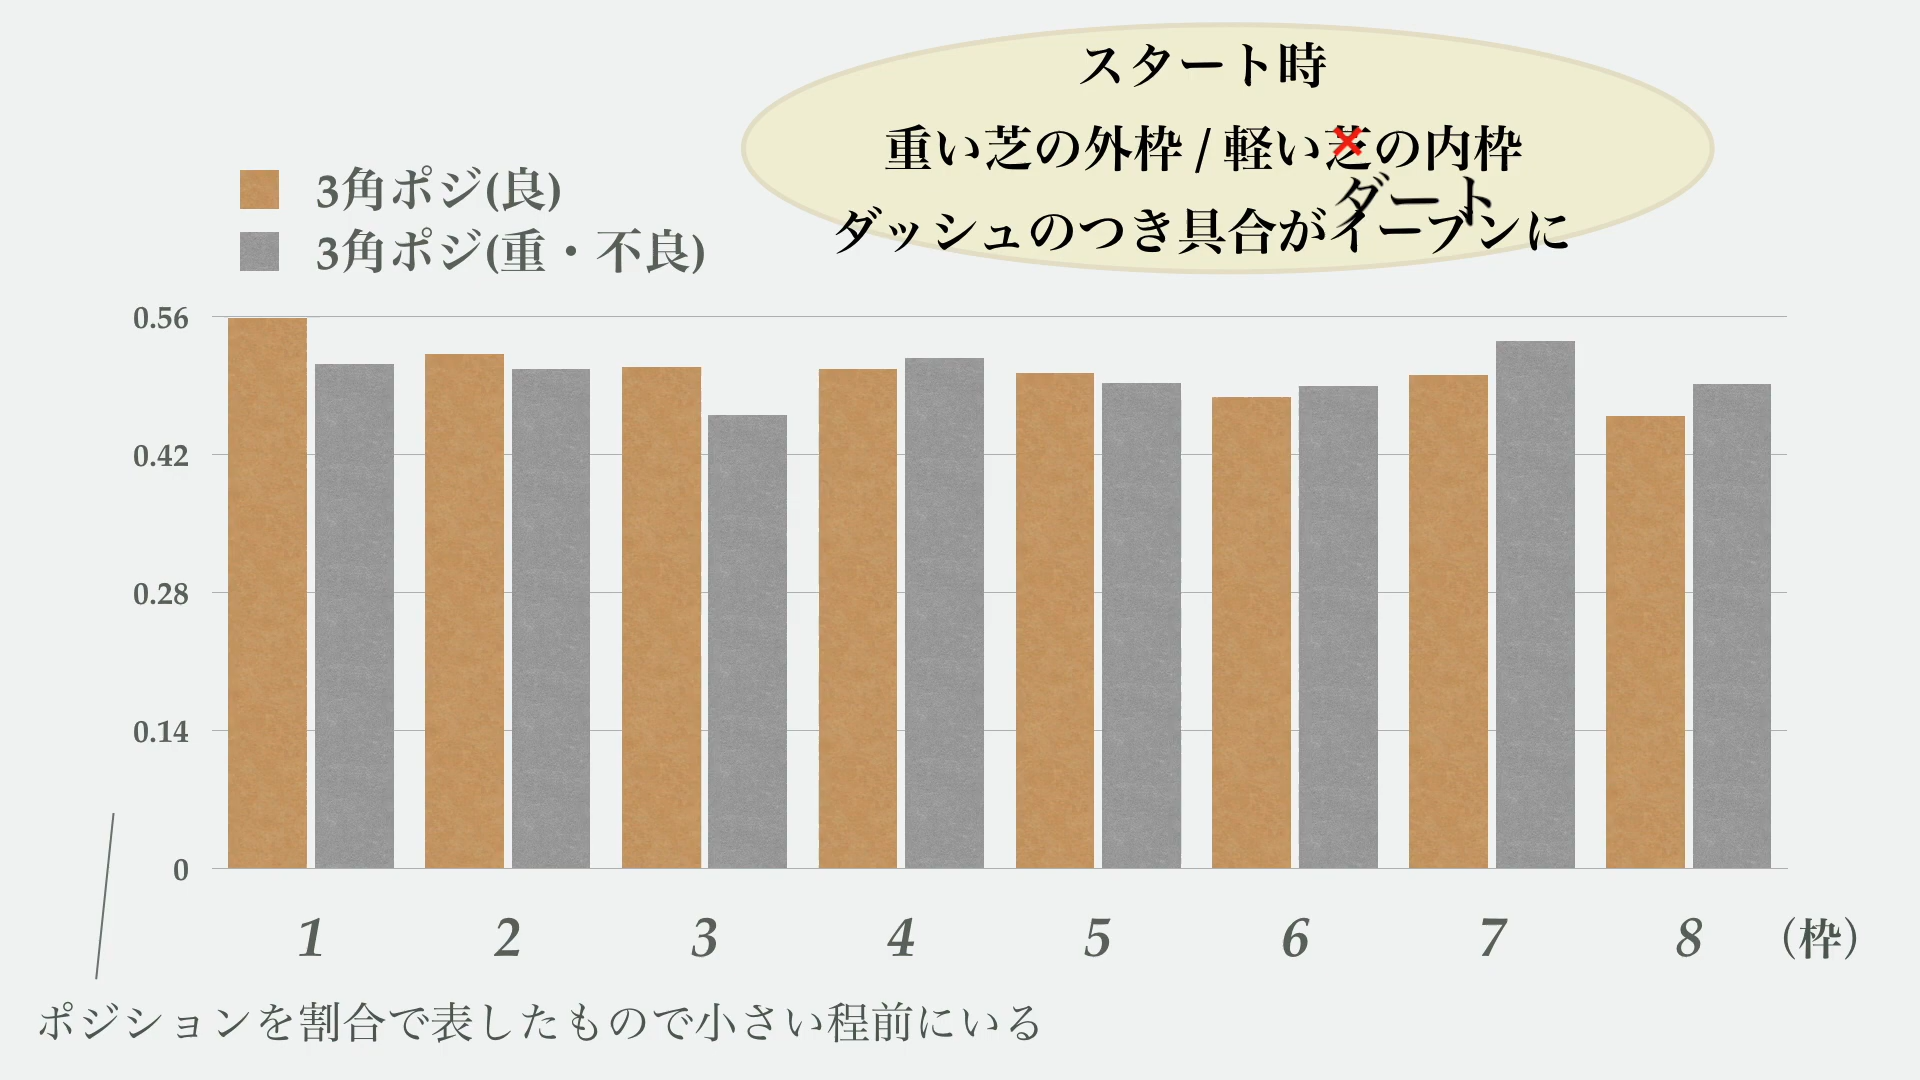 スタート時
重い芝の外枠 / 軽い芝の内枠
ダート
ダッシュのつき具合がイーブンに
3角ポジ(良)
3角ポジ(重・不良)
0.56
0.42
0.28
0.14
0
1 2 3 4 5 6 7 8 (枠)
ポジションを割合で表したもので小さい程前にいる